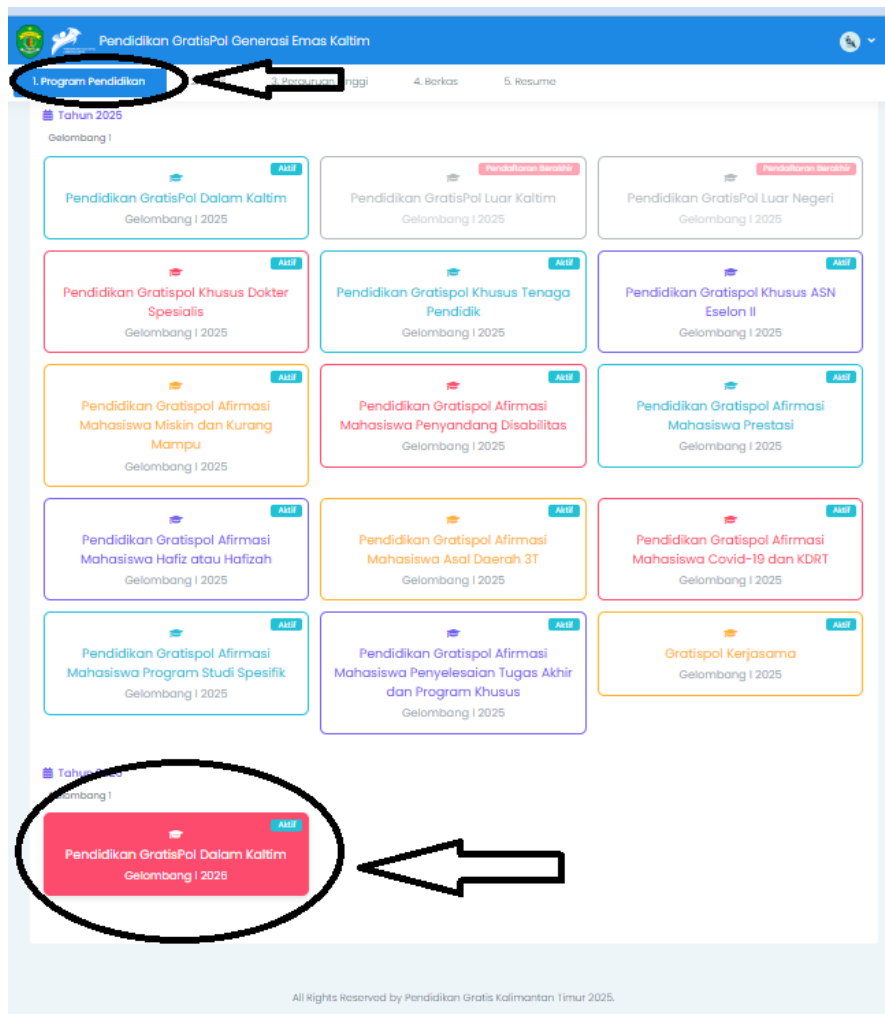 Pendidikan GratisPol Generasi Emas Kaltim
1. Program Pendidikan
3. Perguruan Tinggi
4. Berkas
5. Resume
Tahun 2025
Gelombang 1
Aktif
Pendidikan GratisPol Dalam Kaltim
Gelombang I 2025
Pendaftaran Berakhir
Pendidikan GratisPol Luar Kaltim
Gelombang I 2025
Pendaftaran Berakhir
Pendidikan GratisPol Luar Negeri
Gelombang I 2025
Aktif
Pendidikan Gratispol Khusus Dokter
Spesialis
Gelombang I 2025
Aktif
Pendidikan Gratispol Khusus Tenaga
Pendidik
Gelombang I 2025
Aktif
Pendidikan Gratispol Khusus ASN
Eselon II
Gelombang I 2025
Aktif
Pendidikan Gratispol Afirmasi
Mahasiswa Miskin dan Kurang
Mampu
Gelombang I 2025
Aktif
Pendidikan Gratispol Afirmasi
Mahasiswa Penyandang Disabilitas
Gelombang I 2025
Aktif
Pendidikan Gratispol Afirmasi
Mahasiswa Prestasi
Gelombang I 2025
Aktif
Pendidikan Gratispol Afirmasi
Mahasiswa Hafiz atau Hafizah
Gelombang I 2025
Aktif
Pendidikan Gratispol Afirmasi
Mahasiswa Asal Daerah 3T
Gelombang I 2025
Aktif
Pendidikan Gratispol Afirmasi
Mahasiswa Covid-19 dan KDRT
Gelombang I 2025
Aktif
Pendidikan Gratispol Afirmasi
Mahasiswa Program Studi Spesifik
Gelombang I 2025
Aktif
Pendidikan Gratispol Afirmasi
Mahasiswa Penyelesaian Tugas Akhir
dan Program Khusus
Gelombang I 2025
Aktif
Gratispol Kerjasama
Gelombang I 2025
Tahun 2026
Gelombang 1
Aktif
Pendidikan GratisPol Dalam Kaltim
Gelombang I 2026
All Rights Reserved by Pendidikan Gratis Kalimantan Timur 2025.